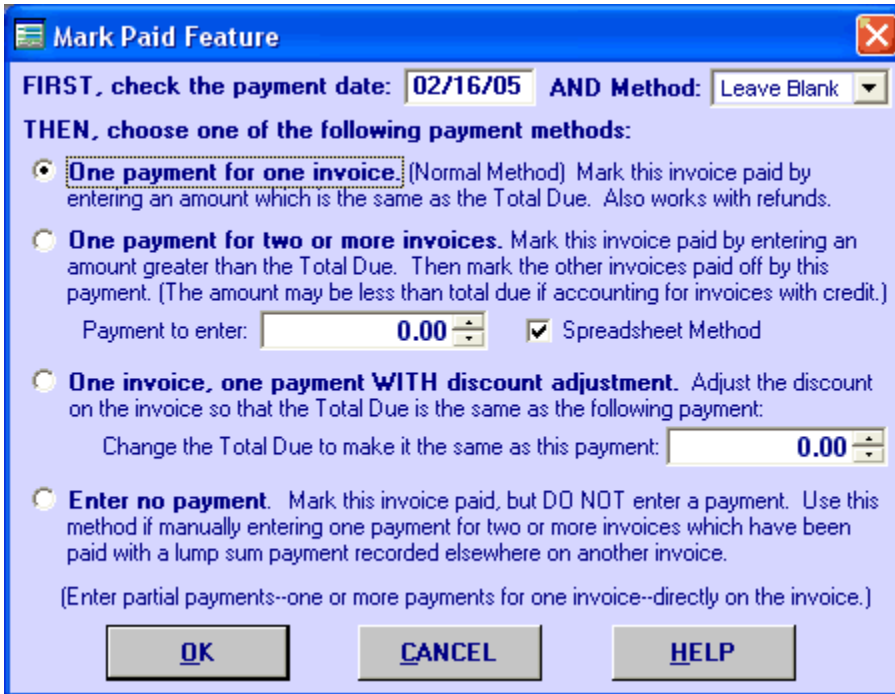 Mark Paid Feature
FIRST, check the payment date: 02/16/05 AND Method: Leave Blank
THEN, choose one of the following payment methods:
One payment for one invoice. (Normal Method) Mark this invoice paid by
entering an amount which is the same as the Total Due. Also works with refunds.
One payment for two or more invoices. Mark this invoice paid by entering an
amount greater than the Total Due. Then mark the other invoices paid off by this
payment. (The amount may be less than total due if accounting for invoices with credit.)
Payment to enter: 0.00 Spreadsheet Method
One invoice, one payment WITH discount adjustment. Adjust the discount
on the invoice so that the Total Due is the same as the following payment:
Change the Total Due to make it the same as this payment: 0.00
Enter no payment. Mark this invoice paid, but DO NOT enter a payment. Use this
method if manually entering one payment for two or more invoices which have been
paid with a lump sum payment recorded elsewhere on another invoice.
(Enter partial payments--one or more payments for one invoice--directly on the invoice.)
OK CANCEL HELP